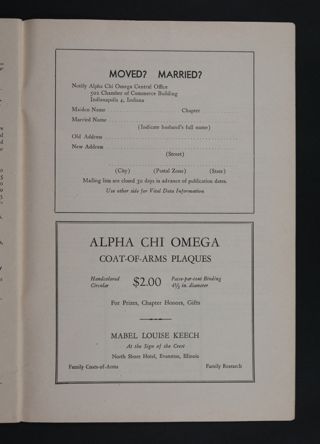 MOVED? MARRIED?
Notify Alpha Chi Omega Central Office
502 Chamber of Commerce Building
Indianapolis 4, Indiana
Maiden Name Chapter
Married Name
(Indicate husband's full name)
Old Address
New Address
(Street)
(City) (Postal Zone) (State)
Mailing lists are closed 30 days in advance of publication dates.
Use other side for Vital Data Information
ALPHA CHI OMEGA
COAT-OF-ARMS PLAQUES
Handcolored
Circular
$2.00
Passe-par-tout Binding
4½ in. diameter
For Prizes, Chapter Honors, Gifts
MABEL LOUISE KEECH
At the Sign of the Crest
North Shore Hotel, Evanston, Illinois
Family Coats-of-Arms Family Research